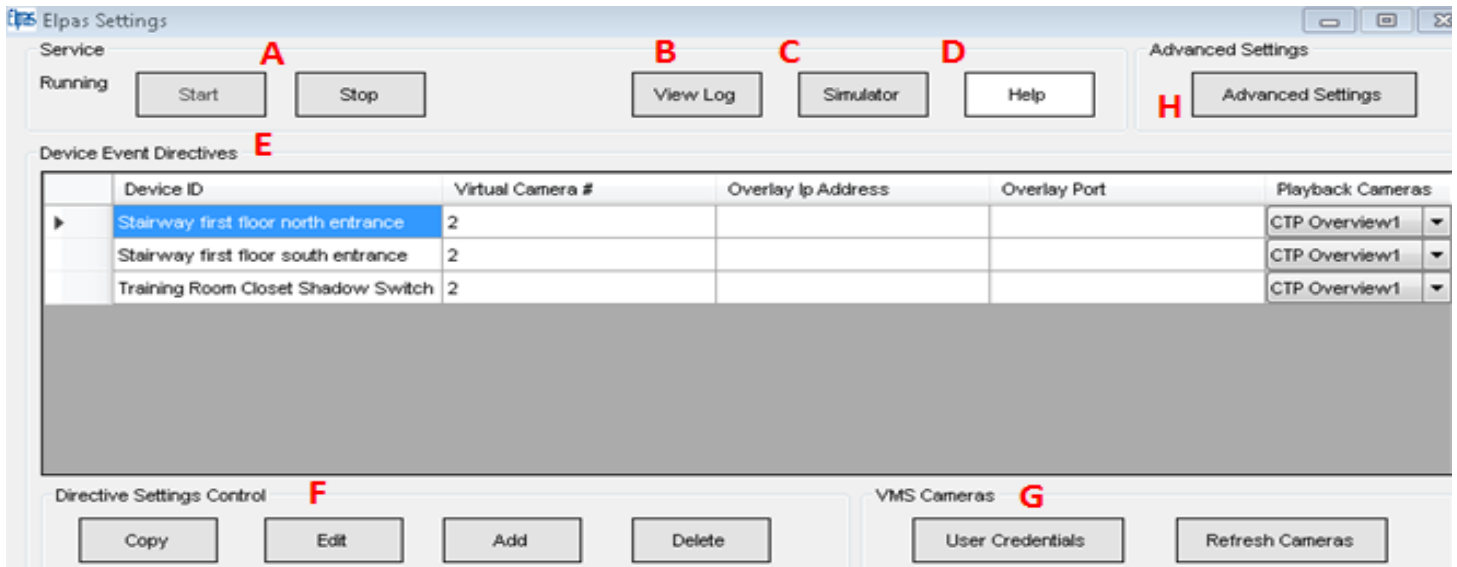 Elpas Elpas Settings
Service A B C D Advanced Settings
Running Start Stop View Log Simulator Help H Advanced Settings
Device Event Directives E
Device ID Virtual Camera # Overlay Ip Address Overlay Port Playback Cameras
Stairway first floor north entrance 2 CTP Overview1
Stairway first floor south entrance 2 CTP Overview1
Training Room Closet Shadow Switch 2 CTP Overview1
Directive Settings Control F VMS Cameras G
Copy Edit Add Delete User Credentials Refresh Cameras